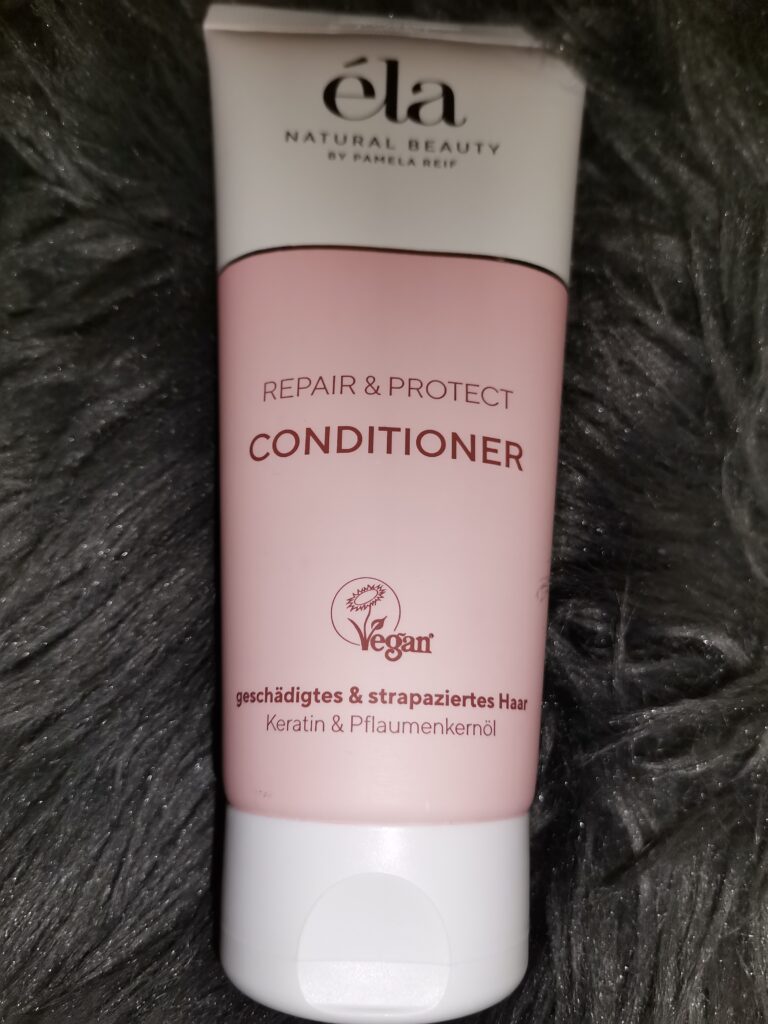 éla
NATURAL BEAUTY
BY PAMELA REIF
REPAIR & PROTECT
CONDITIONER
Vegan
geschädigtes & strapaziertes Haar
Keratin & Pflaumenkernöl